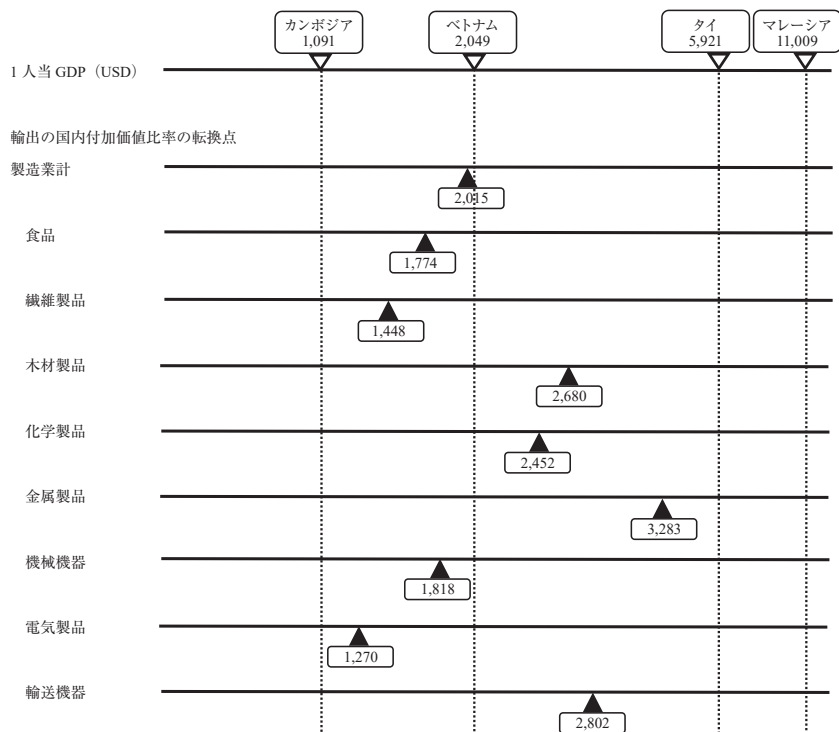 カンボジア
1,091
ベトナム
2,049
タイ
5,921
マレーシア
11,009
1 人当 GDP（USD）
輸出の国内付加価値比率の転換点
製造業計
2,015
食品
1,774
繊維製品
1,448
木材製品
2,680
化学製品
2,452
金属製品
3,283
機械機器
1,818
電気製品
1,270
輸送機器
2,802